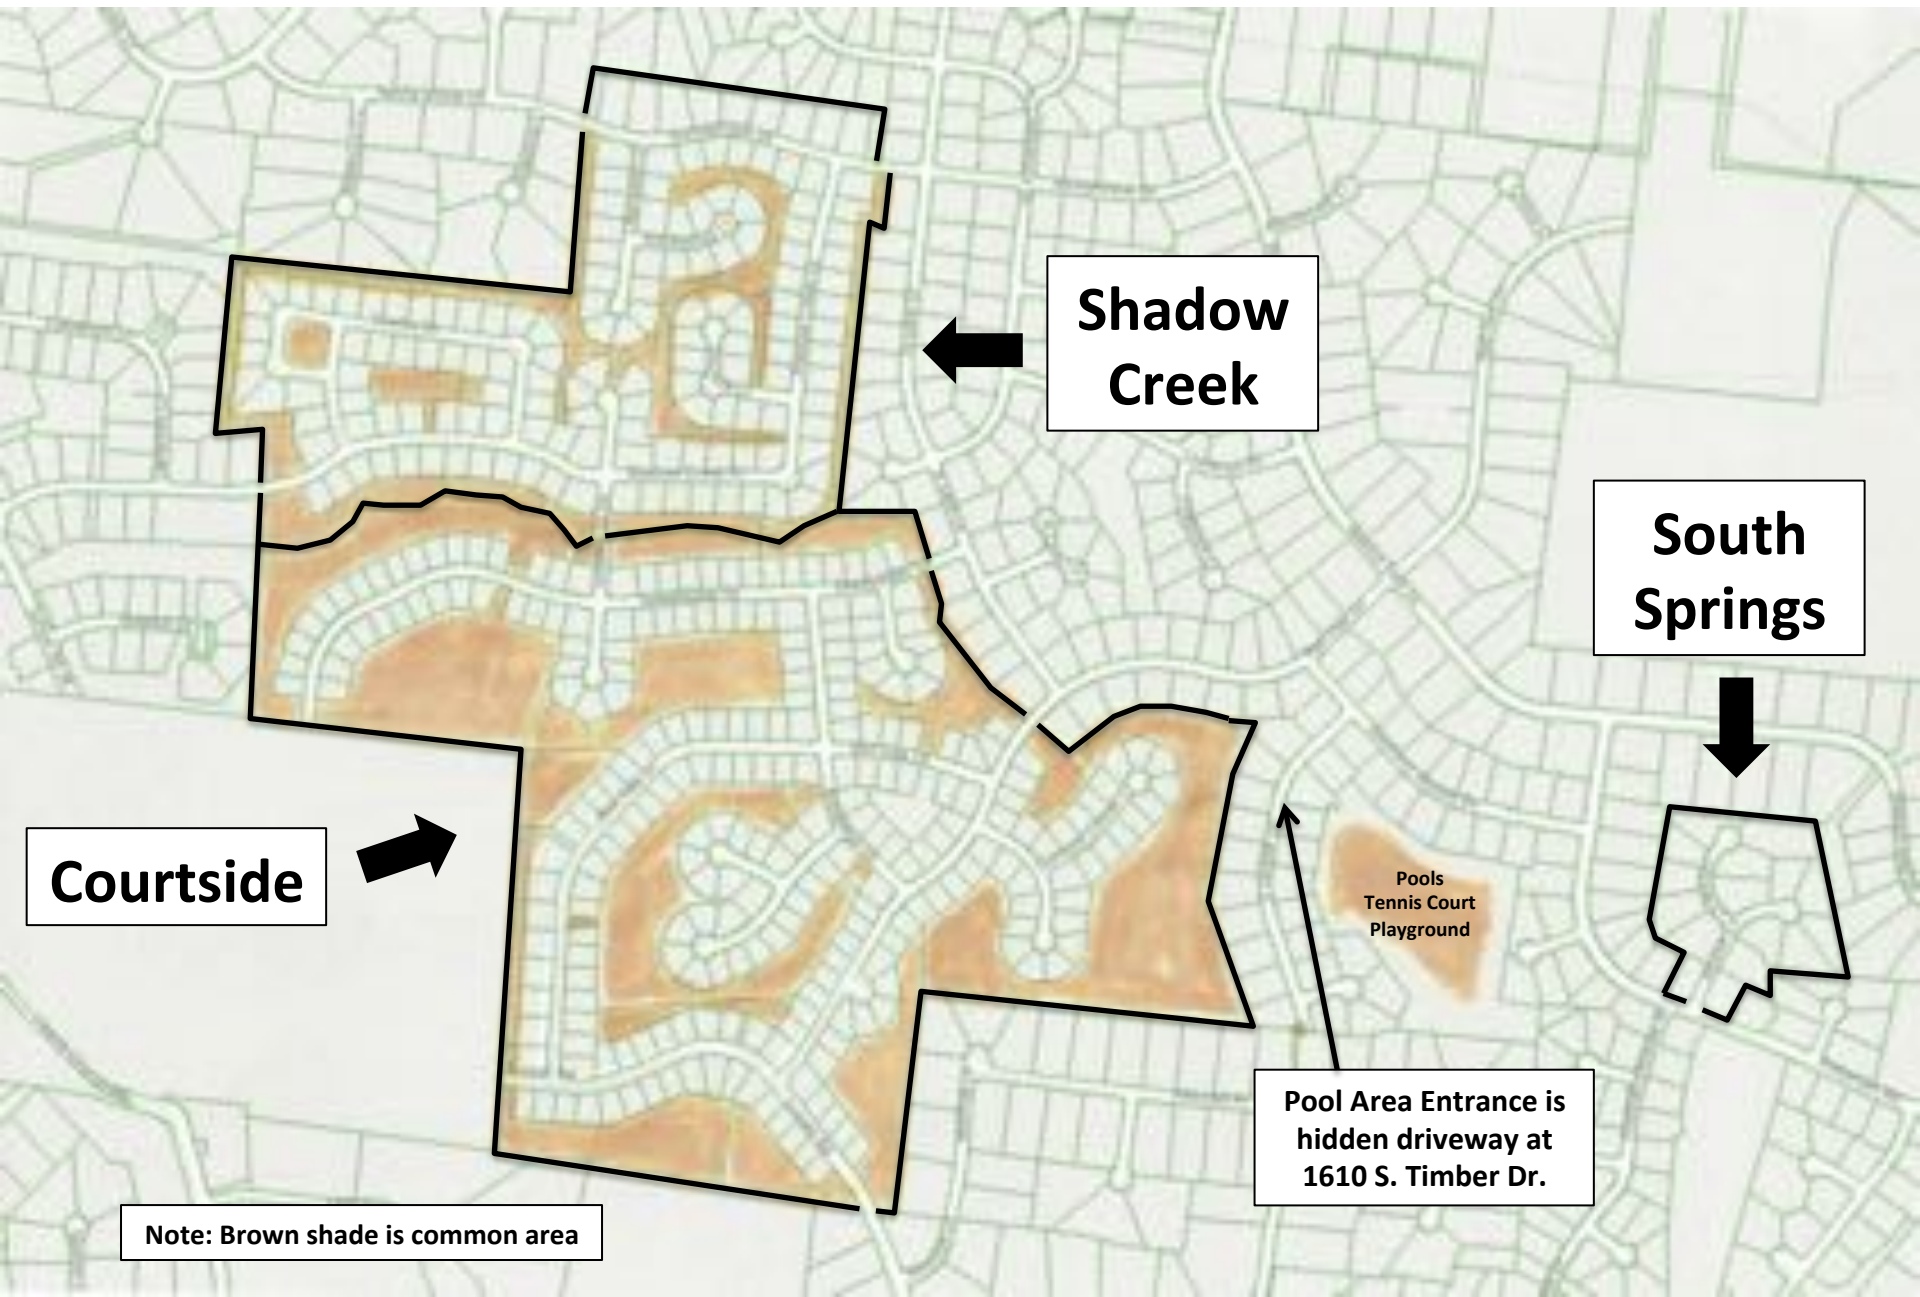 Shadow
Creek
South
Springs
Courtside
Pools
Tennis Court
Playground
Pool Area Entrance is
hidden driveway at
1610 S. Timber Dr.
Note: Brown shade is common area